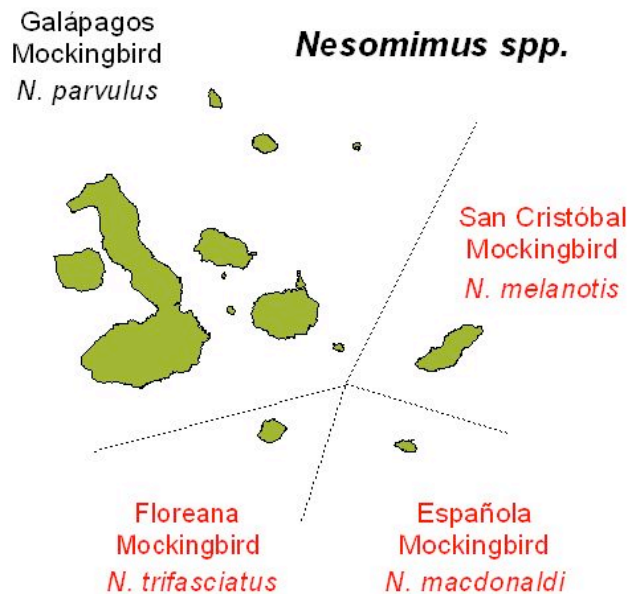 Galápagos
Mockingbird
N. parvulus
Nesomimus spp.
San Cristóbal
Mockingbird
N. melanotis
Floreana
Mockingbird
N. trifasciatus
Española
Mockingbird
N. macdonaldi